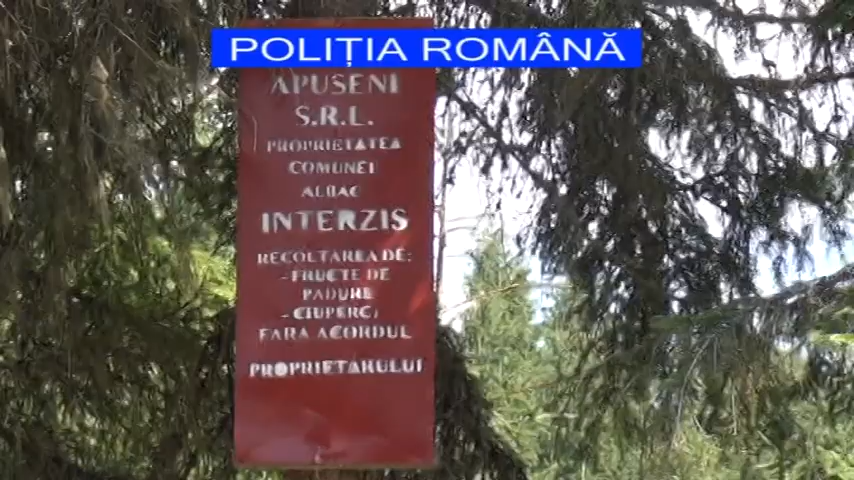 POLIȚIA ROMÂNĂ
APUSENI
S.R.L.
PROPRIETATEA
COMUNEI
ALBAC
INTERZIS
RECOLTAREA DE:
-FRUCTE DE
PADURE
-CIUPERCI
FARA ACORDUL
PROPRIETARULUI